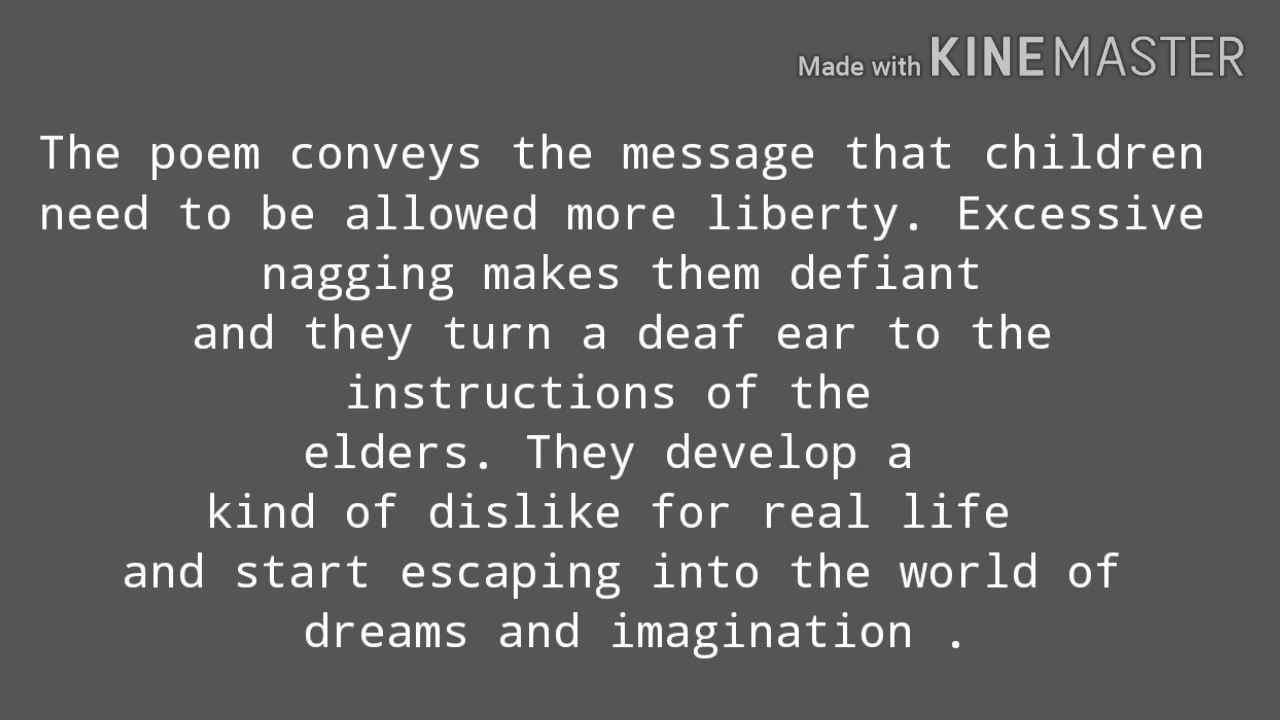 Made with KINEMASTER
The poem conveys the message that children
need to be allowed more liberty. Excessive
nagging makes them defiant
and they turn a deaf ear to the
instructions of the
elders. They develop a
kind of dislike for real life
and start escaping into the world of
dreams and imagination .